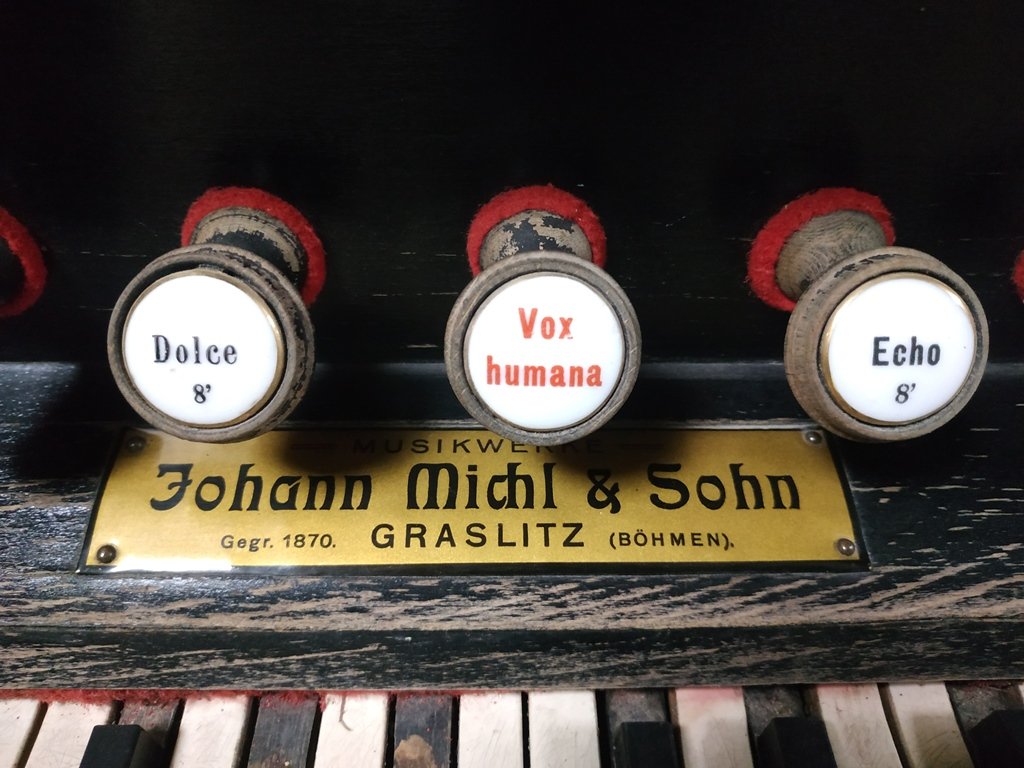 Dolce
8'
Vox
humana
Echo
8'
MUSIKWERKE
Johann Michl & Sohn
Gegr. 1870. GRASLITZ (BÖHMEN).